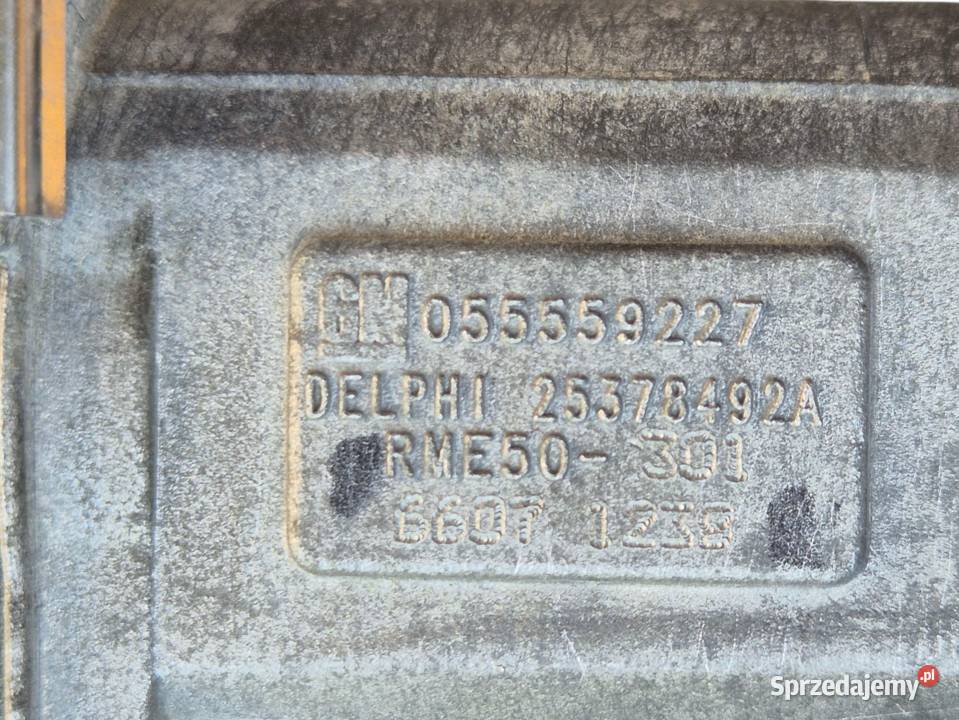 GM 055559227
DELPHI 25378492A
RME50-301
6607 1239
Sprzedajemy.pl